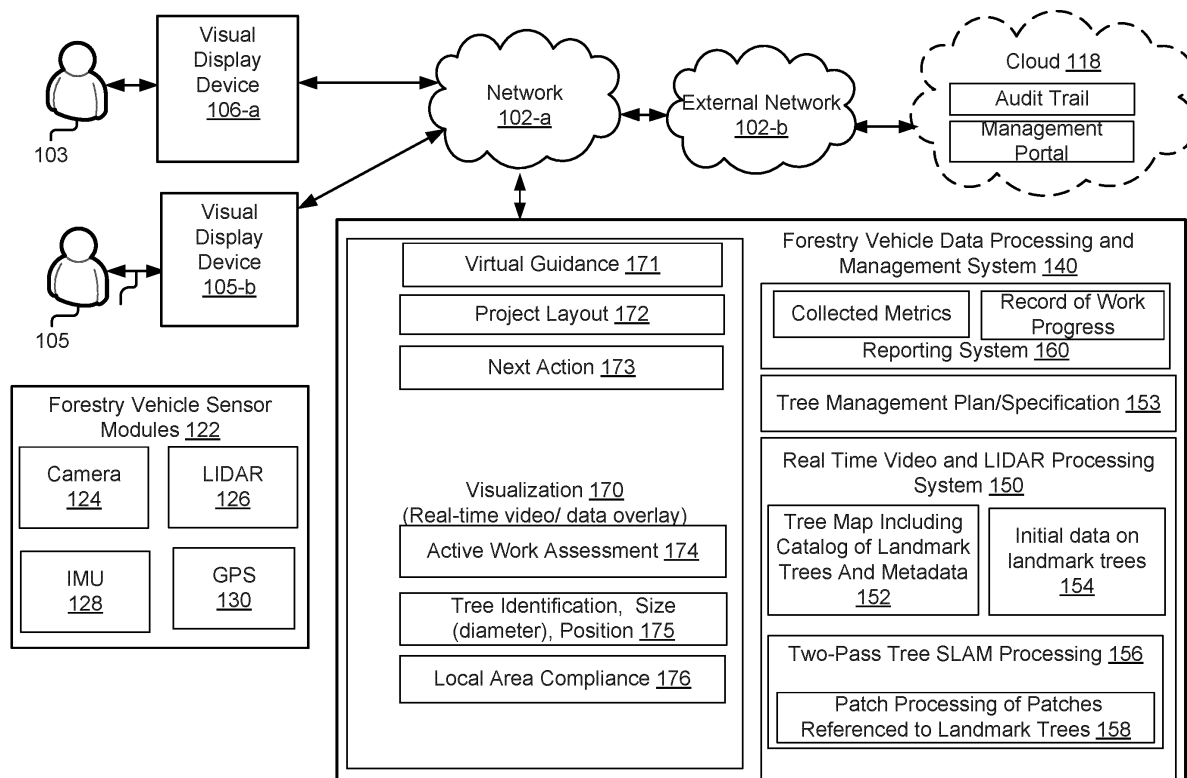 Visual
Display
Device
106-a
103
Visual
Display
Device
105-b
105
Network
102-a
External Network
102-b
Cloud 118
Audit Trail
Management
Portal
Forestry Vehicle Sensor
Modules 122
Camera
124
LIDAR
126
IMU
128
GPS
130
Virtual Guidance 171
Project Layout 172
Next Action 173
Visualization 170
(Real-time video/ data overlay)
Active Work Assessment 174
Tree Identification, Size
(diameter), Position 175
Local Area Compliance 176
Forestry Vehicle Data Processing and
Management System 140
Collected Metrics
Record of Work
Progress
Reporting System 160
Tree Management Plan/Specification 153
Real Time Video and LIDAR Processing
System 150
Tree Map Including
Catalog of Landmark
Trees And Metadata
152
Initial data on
landmark trees
154
Two-Pass Tree SLAM Processing 156
Patch Processing of Patches
Referenced to Landmark Trees 158